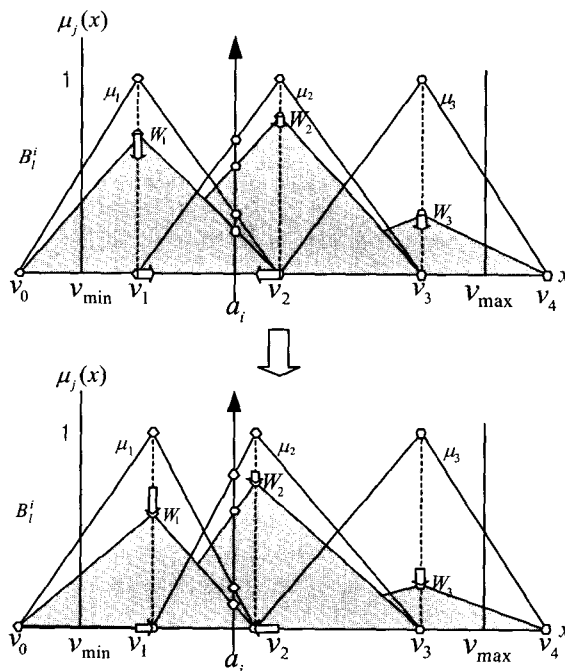 μj(x)
1
μ1
μ2
μ3
W1
W2
W3
B_l^i
v0 vmin v1 v2 v3 vmax v4 x
ai
μj(x)
1
μ1
μ2
μ3
W1
W2
W3
B_l^i
v0 vmin v1 v2 v3 vmax v4 x
ai